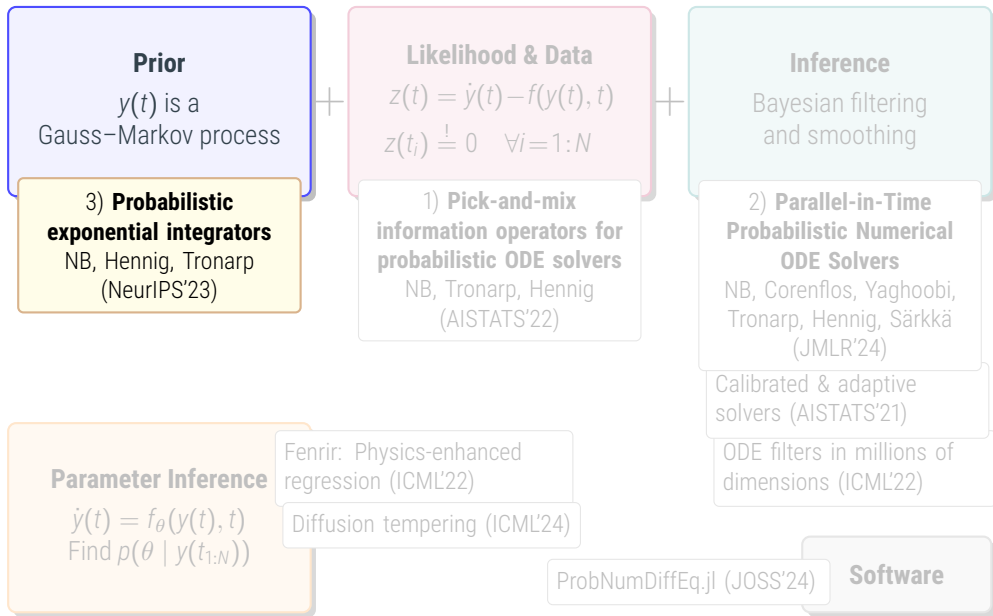 Prior
y(t) is a
Gauss–Markov process
3) Probabilistic
exponential integrators
NB, Hennig, Tronarp
(NeurIPS'23)
+
Likelihood & Data
z(t) = ẏ(t)−f(y(t), t)
z(tᵢ) =! 0 ∀i=1:N
1) Pick-and-mix
information operators for
probabilistic ODE solvers
NB, Tronarp, Hennig
(AISTATS'22)
+
Inference
Bayesian filtering
and smoothing
2) Parallel-in-Time
Probabilistic Numerical
ODE Solvers
NB, Corenflos, Yaghoobi,
Tronarp, Hennig, Särkkä
(JMLR'24)
Calibrated & adaptive
solvers (AISTATS'21)
ODE filters in millions of
dimensions (ICML'22)
Parameter Inference
ẏ(t) = f_θ(y(t), t)
Find p(θ | y(t₁:N))
Fenrir: Physics-enhanced
regression (ICML'22)
Diffusion tempering (ICML'24)
ProbNumDiffEq.jl (JOSS'24)
Software